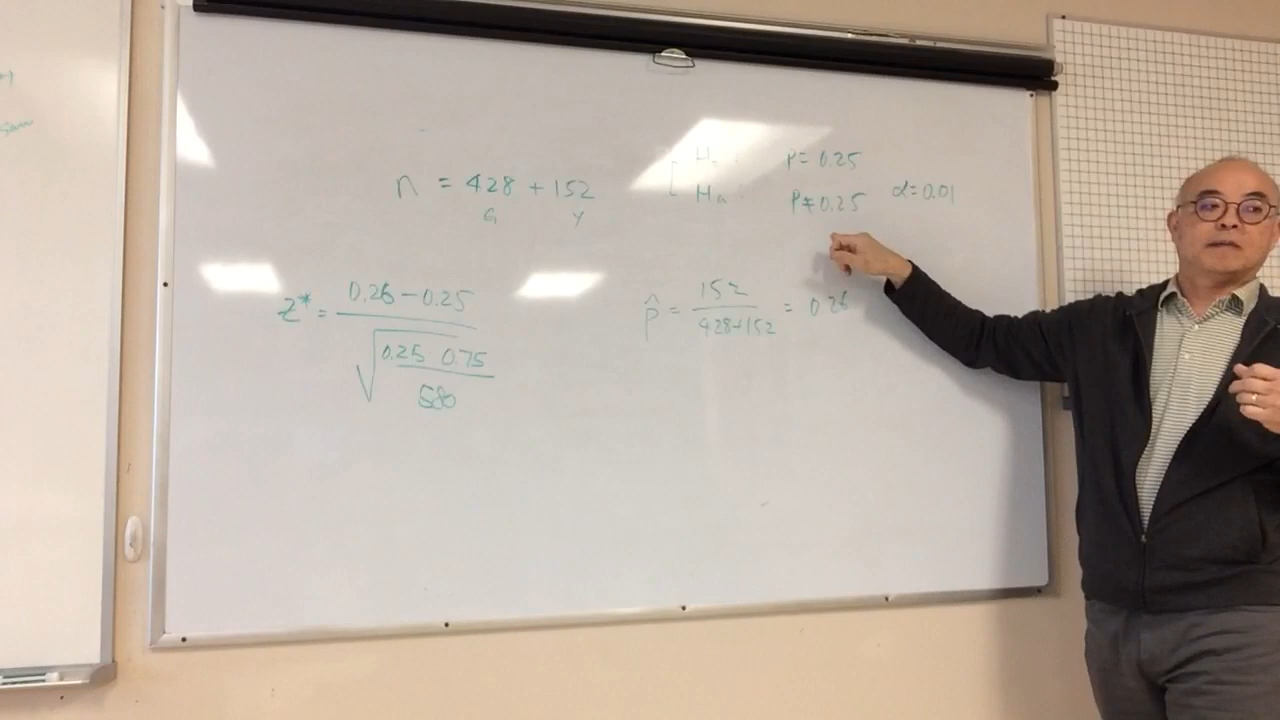 sam
n = 428 + 152
G Y
H₀ : P = 0.25
Hₐ : P ≠ 0.25 α = 0.01
z* = (0.26 − 0.25) / √(0.25 0.75 / 580)
p̂ = 152 / (428+152) = 0.26